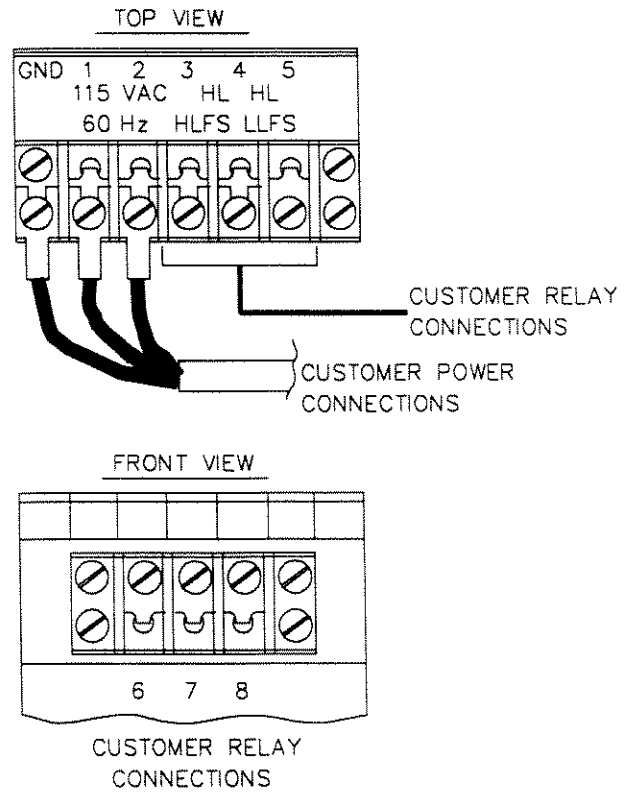 TOP VIEW
GND 1 2 3 4 5
115 VAC HL HL
60 Hz HLFS LLFS
CUSTOMER RELAY
CONNECTIONS
CUSTOMER POWER
CONNECTIONS
FRONT VIEW
6 7 8
CUSTOMER RELAY
CONNECTIONS